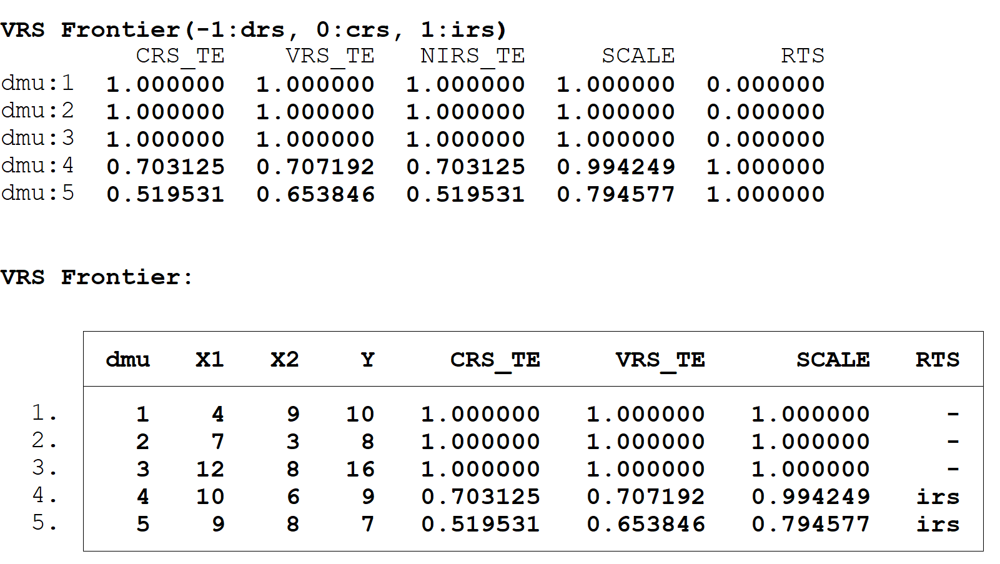 VRS Frontier(-1:drs, 0:crs, 1:irs)
CRS_TE VRS_TE NIRS_TE SCALE RTS
dmu:1 1.000000 1.000000 1.000000 1.000000 0.000000
dmu:2 1.000000 1.000000 1.000000 1.000000 0.000000
dmu:3 1.000000 1.000000 1.000000 1.000000 0.000000
dmu:4 0.703125 0.707192 0.703125 0.994249 1.000000
dmu:5 0.519531 0.653846 0.519531 0.794577 1.000000
VRS Frontier:
dmu X1 X2 Y CRS_TE VRS_TE SCALE RTS
1. 1 4 9 10 1.000000 1.000000 1.000000 -
2. 2 7 3 8 1.000000 1.000000 1.000000 -
3. 3 12 8 16 1.000000 1.000000 1.000000 -
4. 4 10 6 9 0.703125 0.707192 0.994249 irs
5. 5 9 8 7 0.519531 0.653846 0.794577 irs